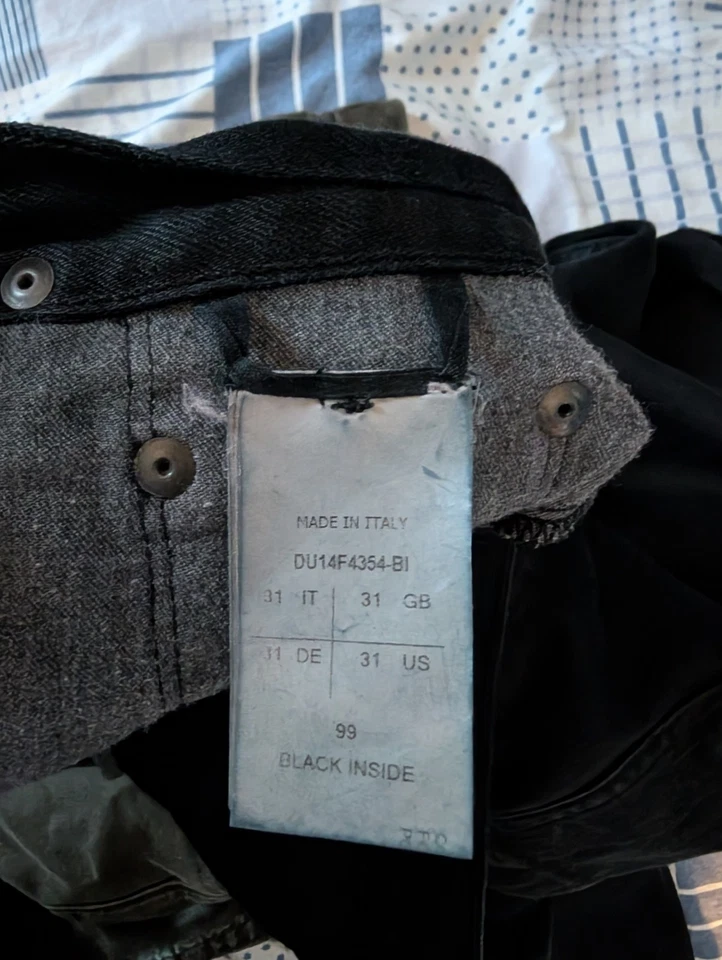 MADE IN ITALY
DU14F4354-BI
31 IT 31 GB
31 DE 31 US
99
BLACK INSIDE